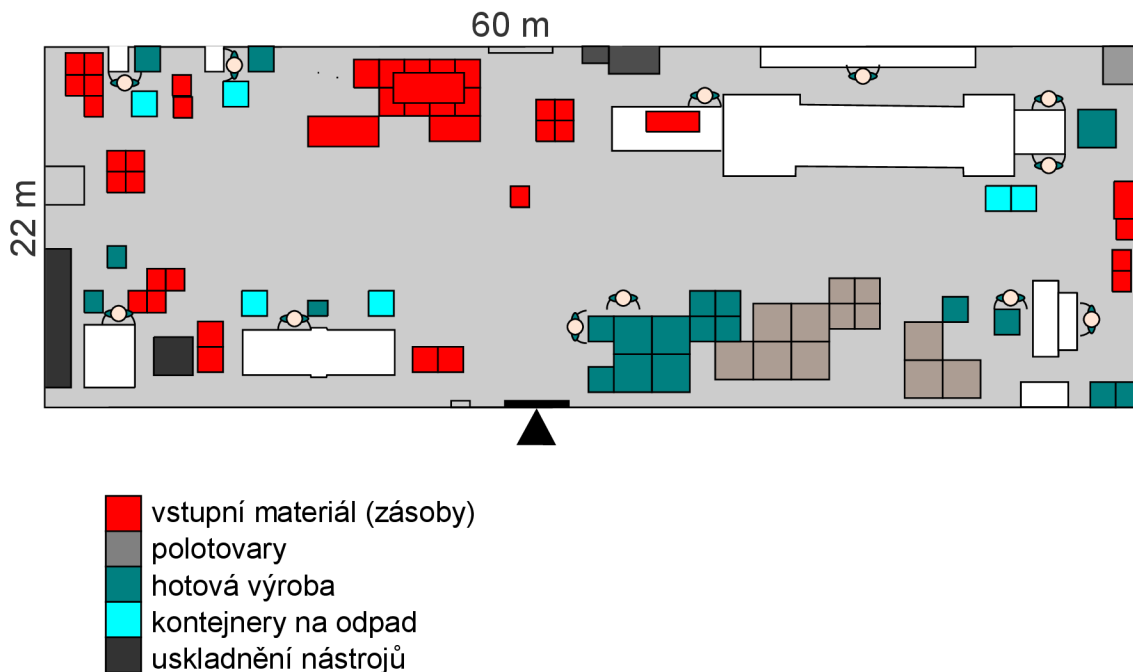 60 m
22 m
vstupní materiál (zásoby)
polotovary
hotová výroba
kontejnery na odpad
uskladnění nástrojů